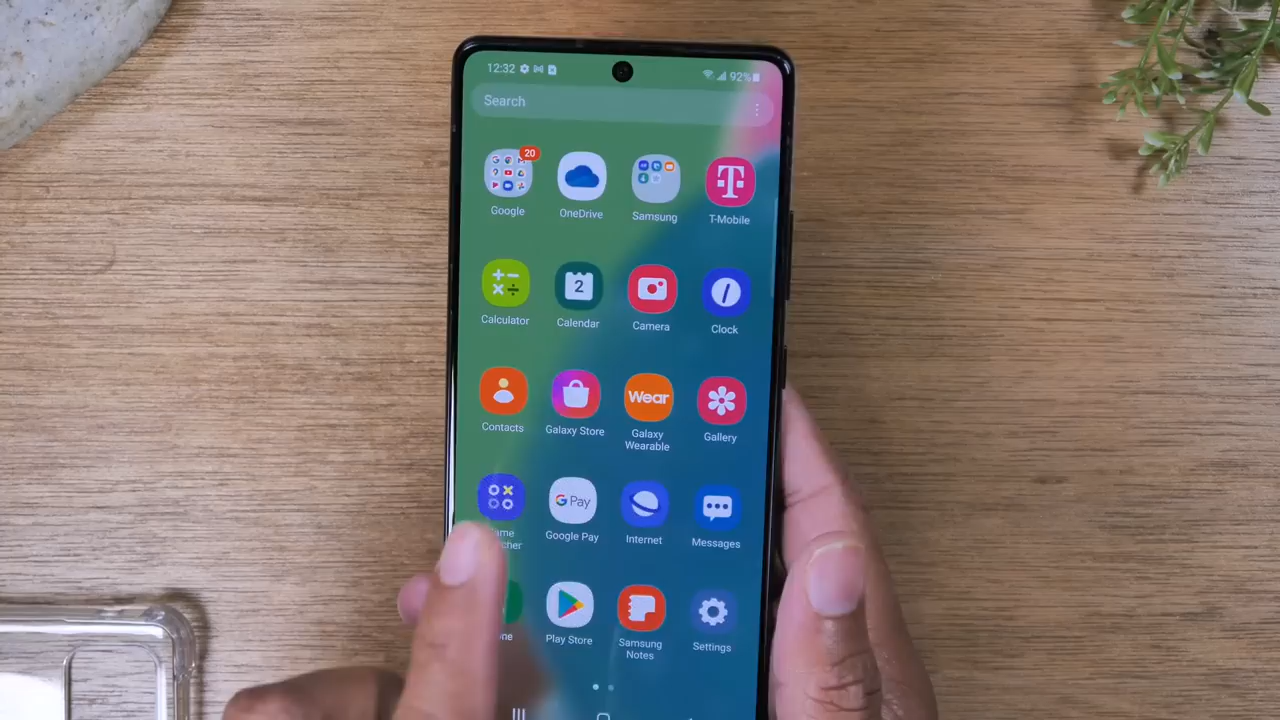 12:32
92%
Search
20
Google
OneDrive
Samsung
T-Mobile
2
Calculator
Calendar
Camera
Clock
Wear
Contacts
Galaxy Store
Galaxy
Wearable
Gallery
G Pay
Google Pay
Internet
Messages
Play Store
Samsung
Notes
Settings